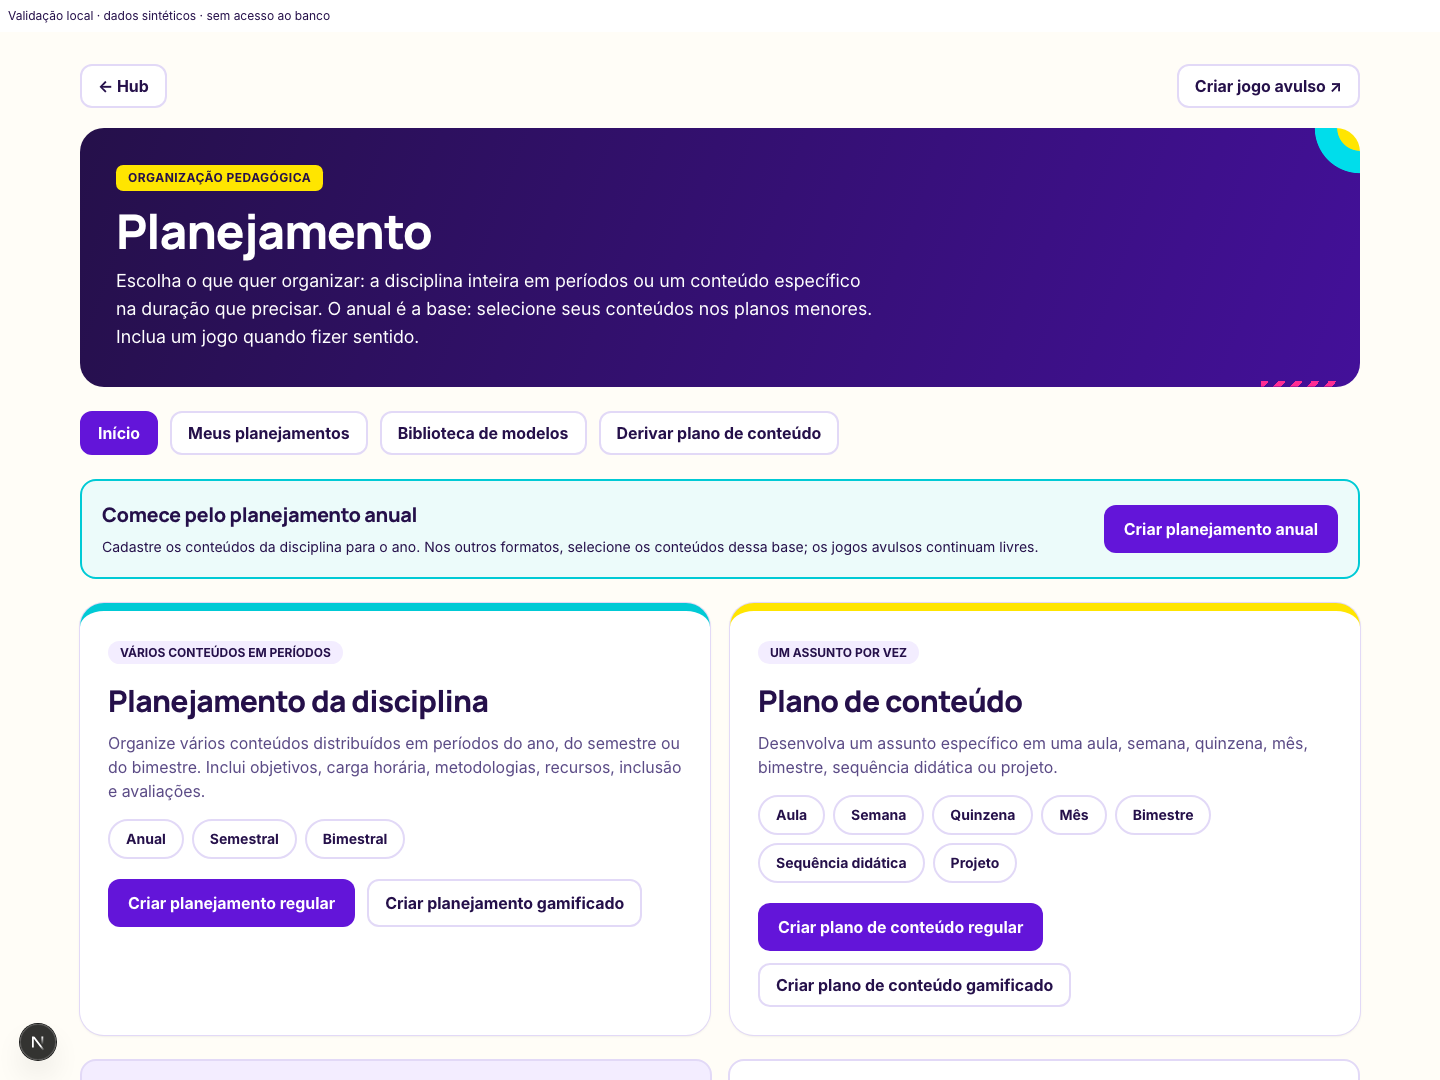 Validação local · dados sintéticos · sem acesso ao banco
← Hub
Criar jogo avulso ↗
ORGANIZAÇÃO PEDAGÓGICA
Planejamento
Escolha o que quer organizar: a disciplina inteira em períodos ou um conteúdo específico
na duração que precisar. O anual é a base: selecione seus conteúdos nos planos menores.
Inclua um jogo quando fizer sentido.
Início
Meus planejamentos
Biblioteca de modelos
Derivar plano de conteúdo
Comece pelo planejamento anual
Cadastre os conteúdos da disciplina para o ano. Nos outros formatos, selecione os conteúdos dessa base; os jogos avulsos continuam livres.
Criar planejamento anual
VÁRIOS CONTEÚDOS EM PERÍODOS
Planejamento da disciplina
Organize vários conteúdos distribuídos em períodos do ano, do semestre ou
do bimestre. Inclui objetivos, carga horária, metodologias, recursos, inclusão
e avaliações.
Anual
Semestral
Bimestral
Criar planejamento regular
Criar planejamento gamificado
UM ASSUNTO POR VEZ
Plano de conteúdo
Desenvolva um assunto específico em uma aula, semana, quinzena, mês,
bimestre, sequência didática ou projeto.
Aula
Semana
Quinzena
Mês
Bimestre
Sequência didática
Projeto
Criar plano de conteúdo regular
Criar plano de conteúdo gamificado
N